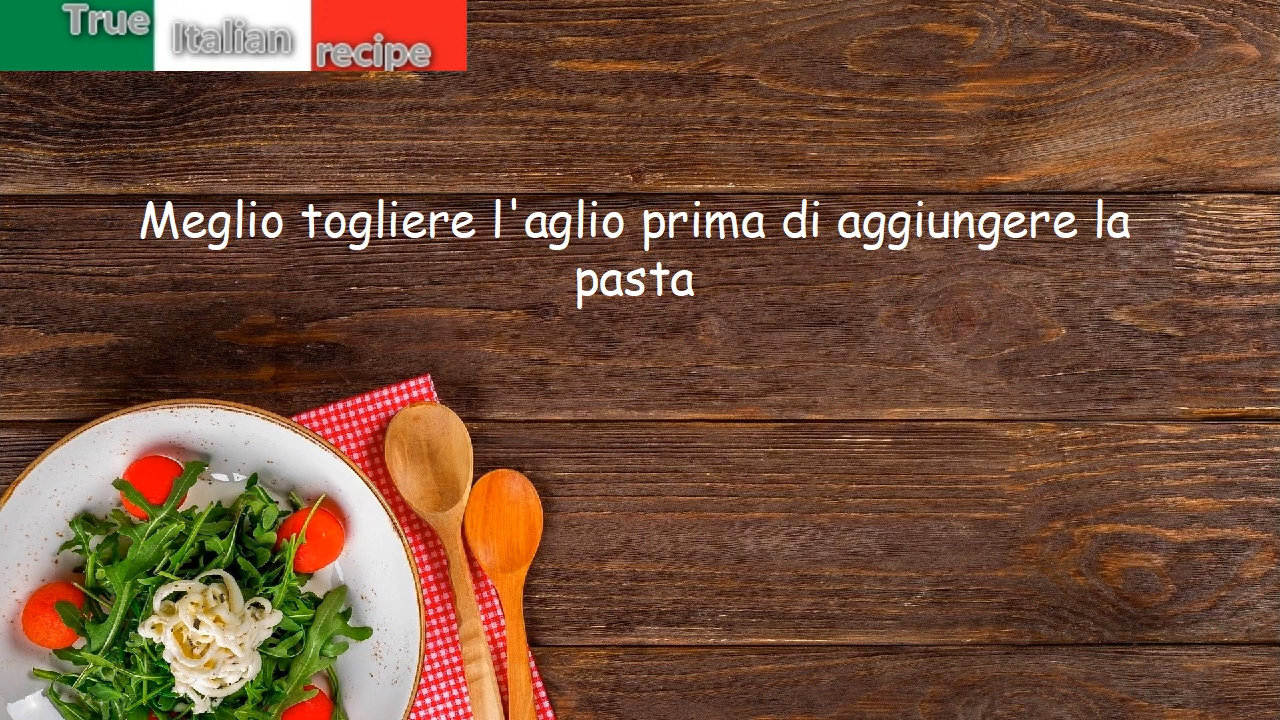 True
Italian
recipe
Meglio togliere l'aglio prima di aggiungere la
pasta